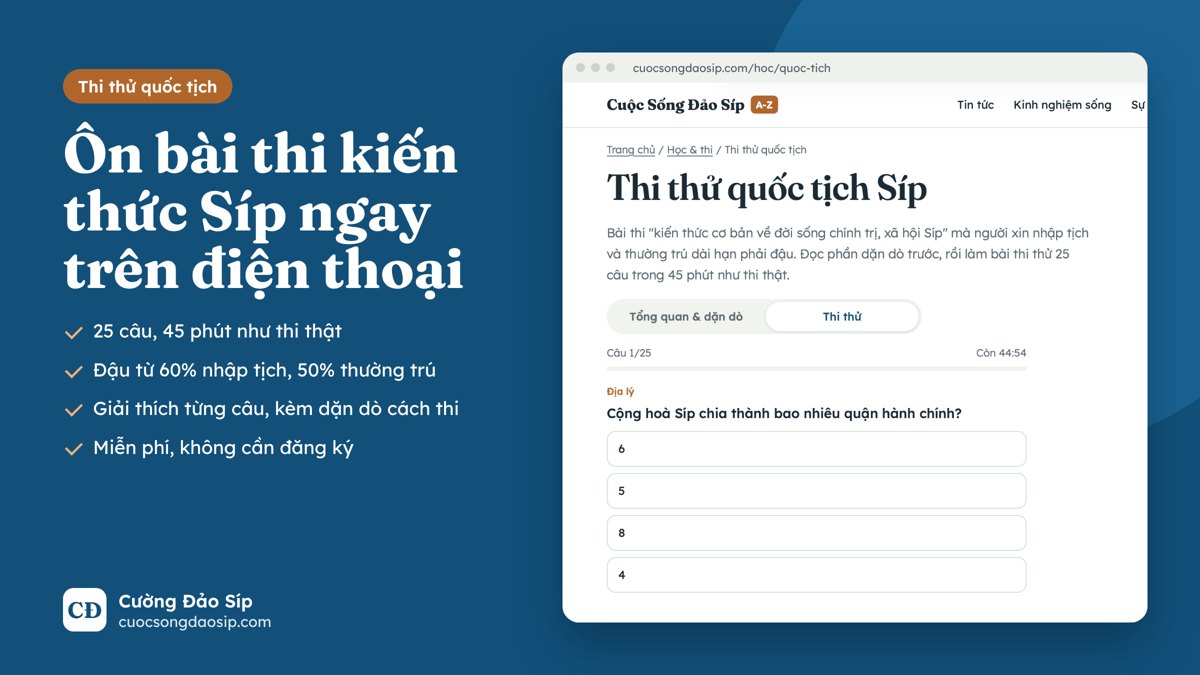 Thi thử quốc tịch
Ôn bài thi kiến
thức Síp ngay
trên điện thoại
25 câu, 45 phút như thi thật
Đậu từ 60% nhập tịch, 50% thường trú
Giải thích từng câu, kèm dặn dò cách thi
Miễn phí, không cần đăng ký
CĐ
Cường Đảo Síp
cuocsongdaosip.com
cuocsongdaosip.com/hoc/quoc-tich
Cuộc Sống Đảo Síp A-Z
Tin tức Kinh nghiệm sống Sự
Trang chủ / Học & thi / Thi thử quốc tịch
Thi thử quốc tịch Síp
Bài thi "kiến thức cơ bản về đời sống chính trị, xã hội Síp" mà người xin nhập tịch
và thường trú dài hạn phải đậu. Đọc phần dặn dò trước, rồi làm bài thi thử 25
câu trong 45 phút như thi thật.
Tổng quan & dặn dò Thi thử
Câu 1/25 Còn 44:54
Địa lý
Cộng hoà Síp chia thành bao nhiêu quận hành chính?
6
5
8
4